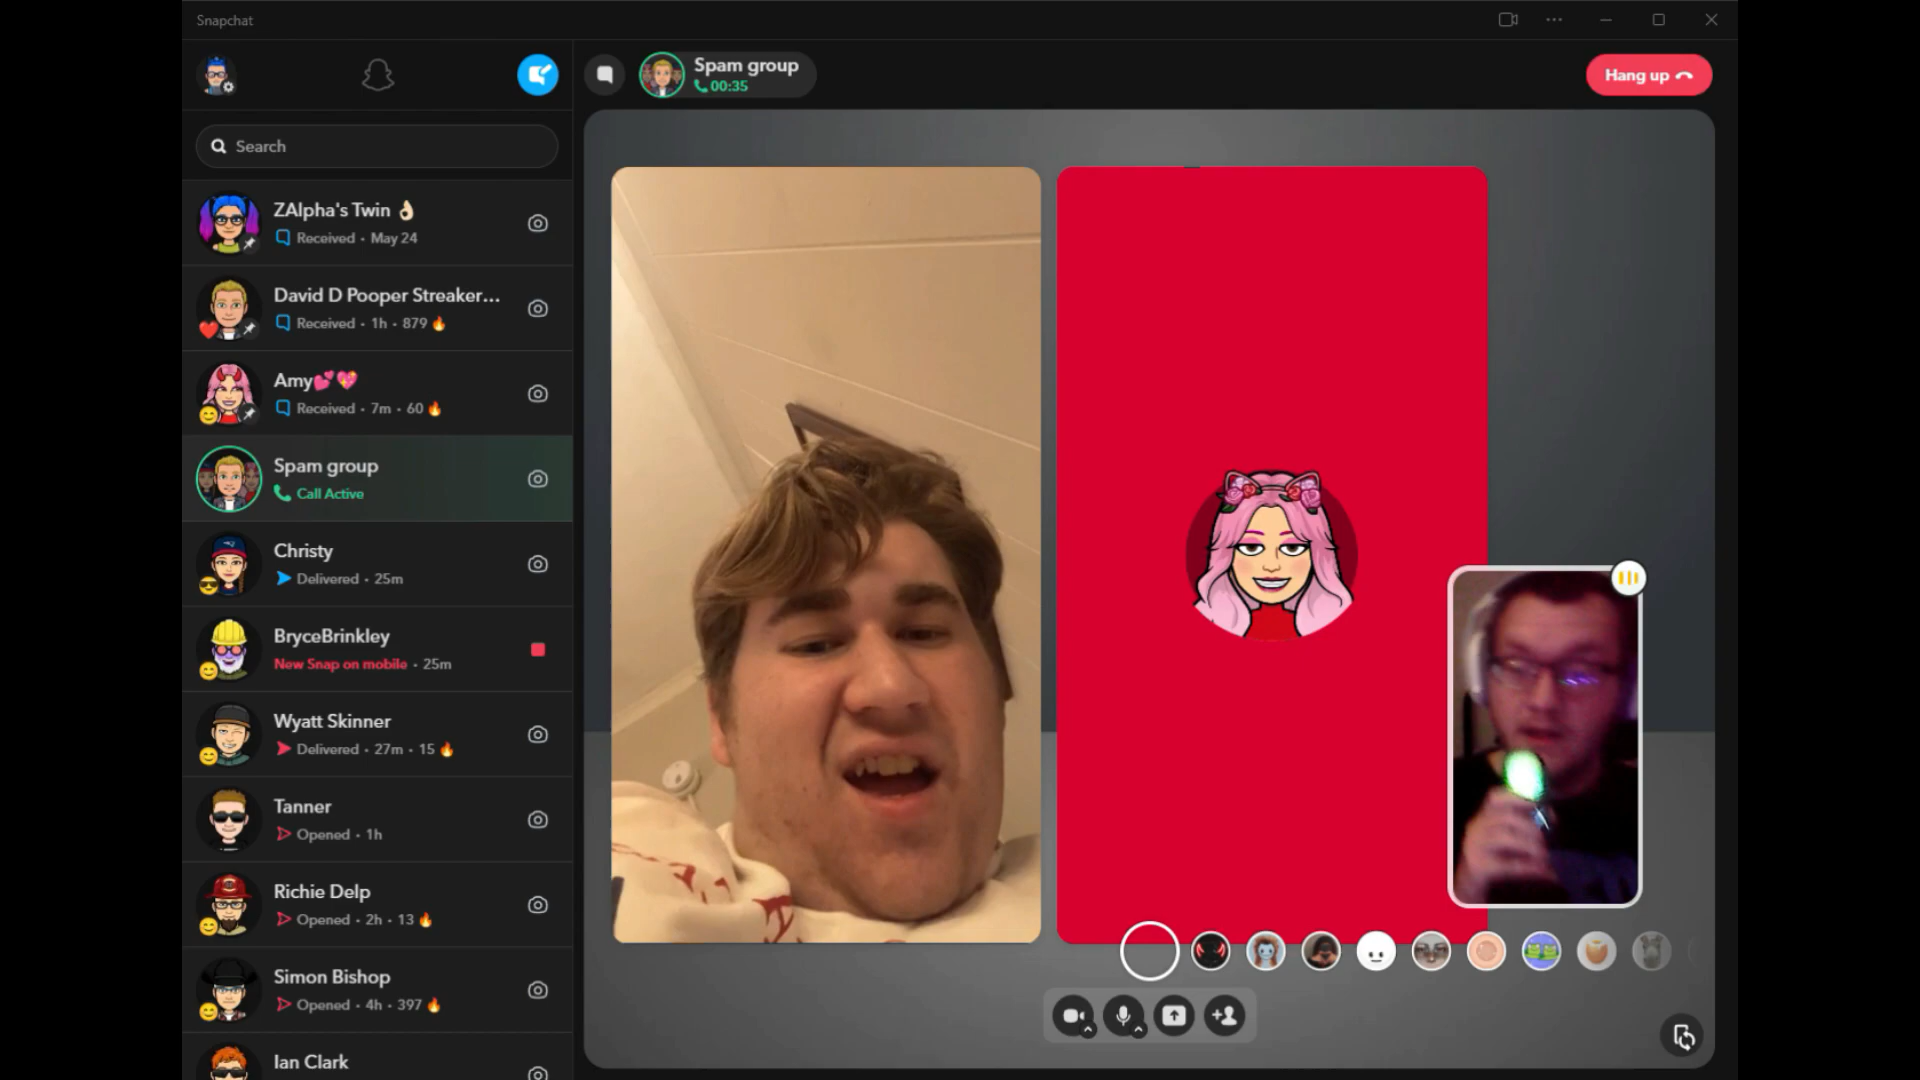 Snapchat
Search
ZAlpha's Twin 👌🏻
Received · May 24
David D Pooper Streaker...
Received · 1h · 879 🔥
Amy💕💖
Received · 7m · 60 🔥
Spam group
Call Active
Christy
Delivered · 25m
BryceBrinkley
New Snap on mobile · 25m
Wyatt Skinner
Delivered · 27m · 15 🔥
Tanner
Opened · 1h
Richie Delp
Opened · 2h · 13 🔥
Simon Bishop
Opened · 4h · 397 🔥
Ian Clark
Spam group
00:35
Hang up